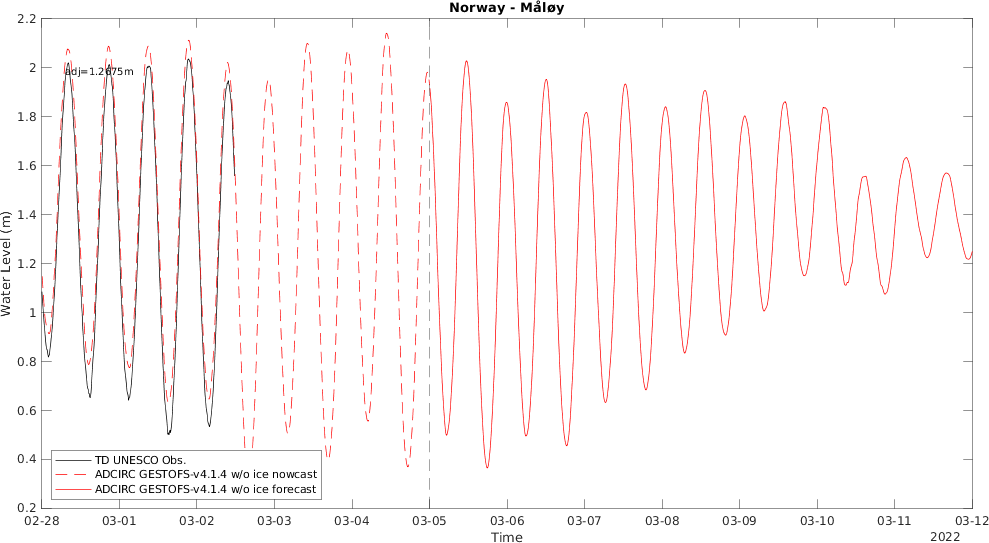 Norway - Måløy
2.2
2
1.8
1.6
1.4
1.2
1
0.8
0.6
0.4
0.2
Water Level (m)
adj=1.2675m
TD UNESCO Obs.
ADCIRC GESTOFS-v4.1.4 w/o ice nowcast
ADCIRC GESTOFS-v4.1.4 w/o ice forecast
02-28 03-01 03-02 03-03 03-04 03-05 03-06 03-07 03-08 03-09 03-10 03-11 03-12
Time
2022